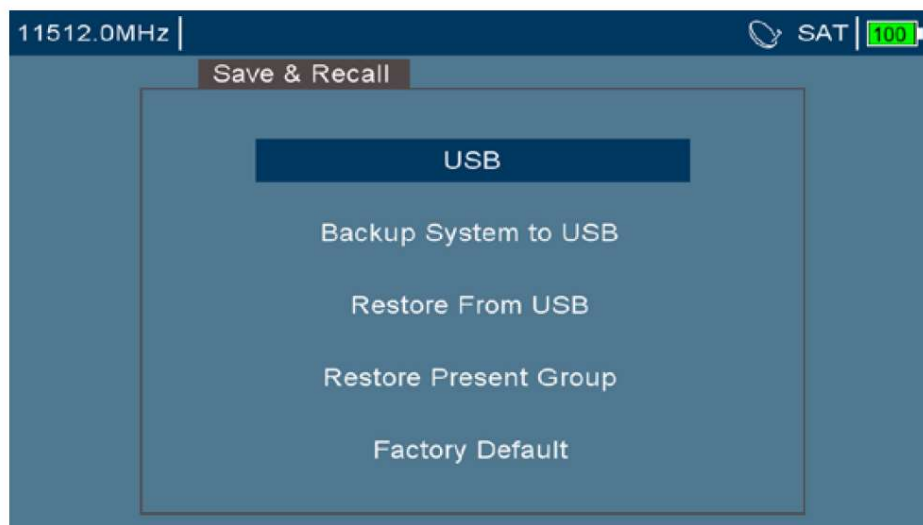 11512.0MHz
SAT
100
Save & Recall
USB
Backup System to USB
Restore From USB
Restore Present Group
Factory Default